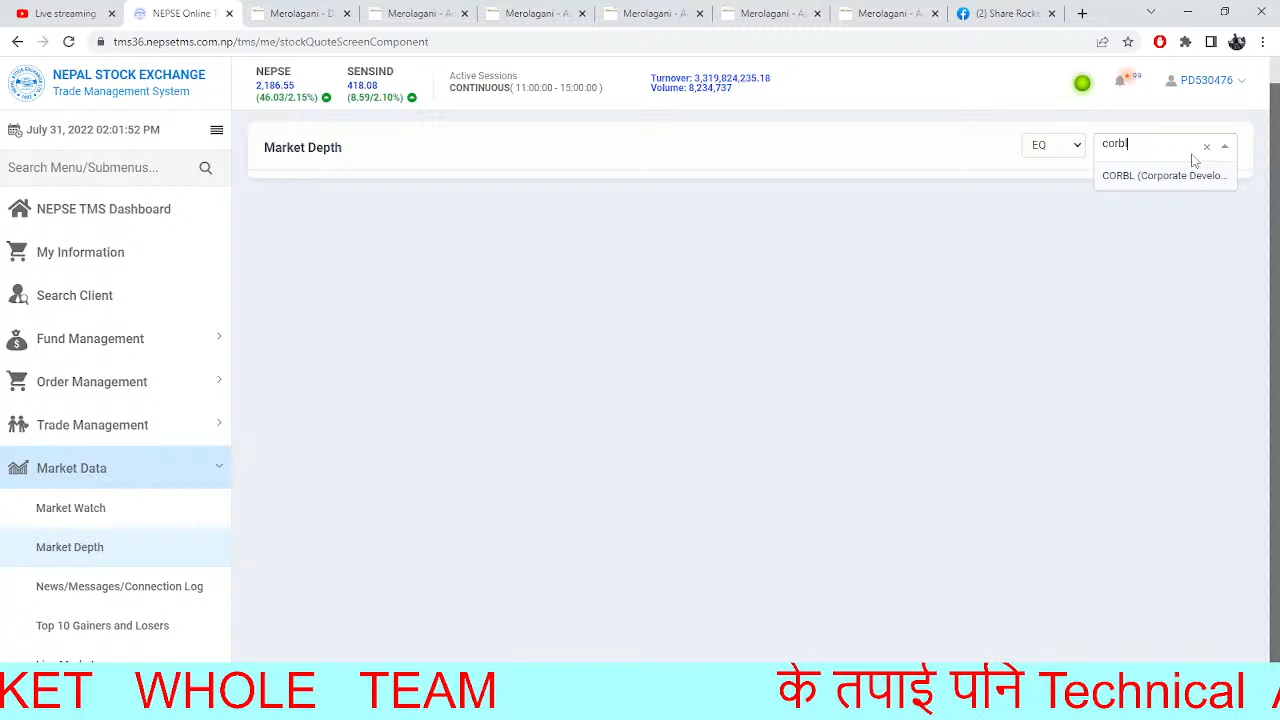 Live streaming
NEPSE Online T
Merolagani - D
Merolagani - A
Merolagani - A
Merolagani - A
Merolagani - A
Merolagani - A
(2) Share Rocke
tms36.nepsetms.com.np/tms/me/stockQuoteScreenComponent
NEPAL STOCK EXCHANGE
Trade Management System
NEPSE
2,186.55
(46.03/2.15%)
SENSIND
418.08
(8.59/2.10%)
Active Sessions
CONTINUOUS( 11:00:00 - 15:00:00 )
Turnover: 3,319,824,235.18
Volume: 8,234,737
99
PD530476
July 31, 2022 02:01:52 PM
Search Menu/Submenus...
Market Depth
EQ
corbl
CORBL (Corporate Develo...
NEPSE TMS Dashboard
My Information
Search Client
Fund Management
Order Management
Trade Management
Market Data
Market Watch
Market Depth
News/Messages/Connection Log
Top 10 Gainers and Losers
KET WHOLE TEAM के तपाई पनि Technical A